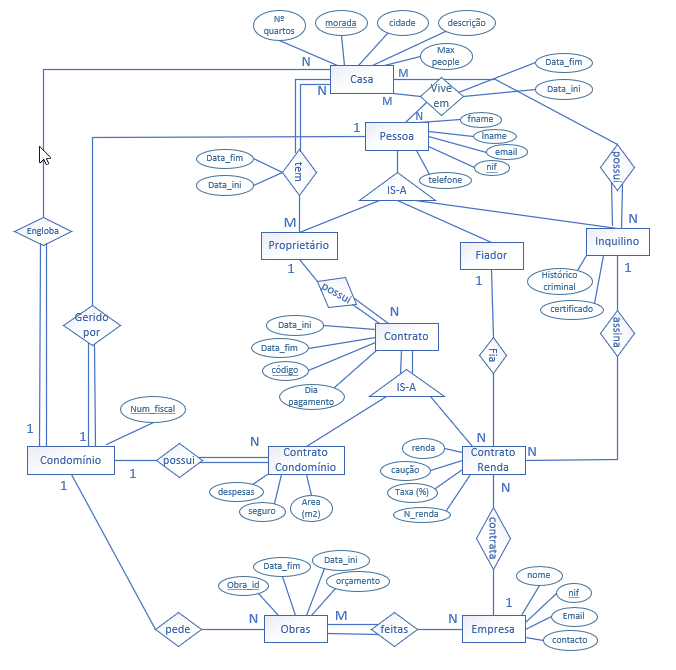 Nº
quartos
morada
cidade
descrição
Max
people
N
Casa
M
Data_fim
N
M
Vive
em
Data_ini
N
1
Pessoa
fname
lname
email
nif
telefone
Data_fim
Data_ini
tem
IS-A
possui
M
N
Engloba
Proprietário
Fiador
Inquilino
1
1
1
Histórico
criminal
certificado
possui
N
Gerido
por
Data_ini
Data_fim
código
Dia
pagamento
Contrato
IS-A
Fia
assina
Num_fiscal
1
1
N
N
N
Condomínio
possui
Contrato
Condomínio
renda
caução
Taxa (%)
N_renda
Contrato
Renda
1
1
despesas
seguro
Area
(m2)
N
contrata
Obra_id
Data_fim
Data_ini
orçamento
nome
nif
Email
contacto
1
pede
N
Obras
M
feitas
N
Empresa